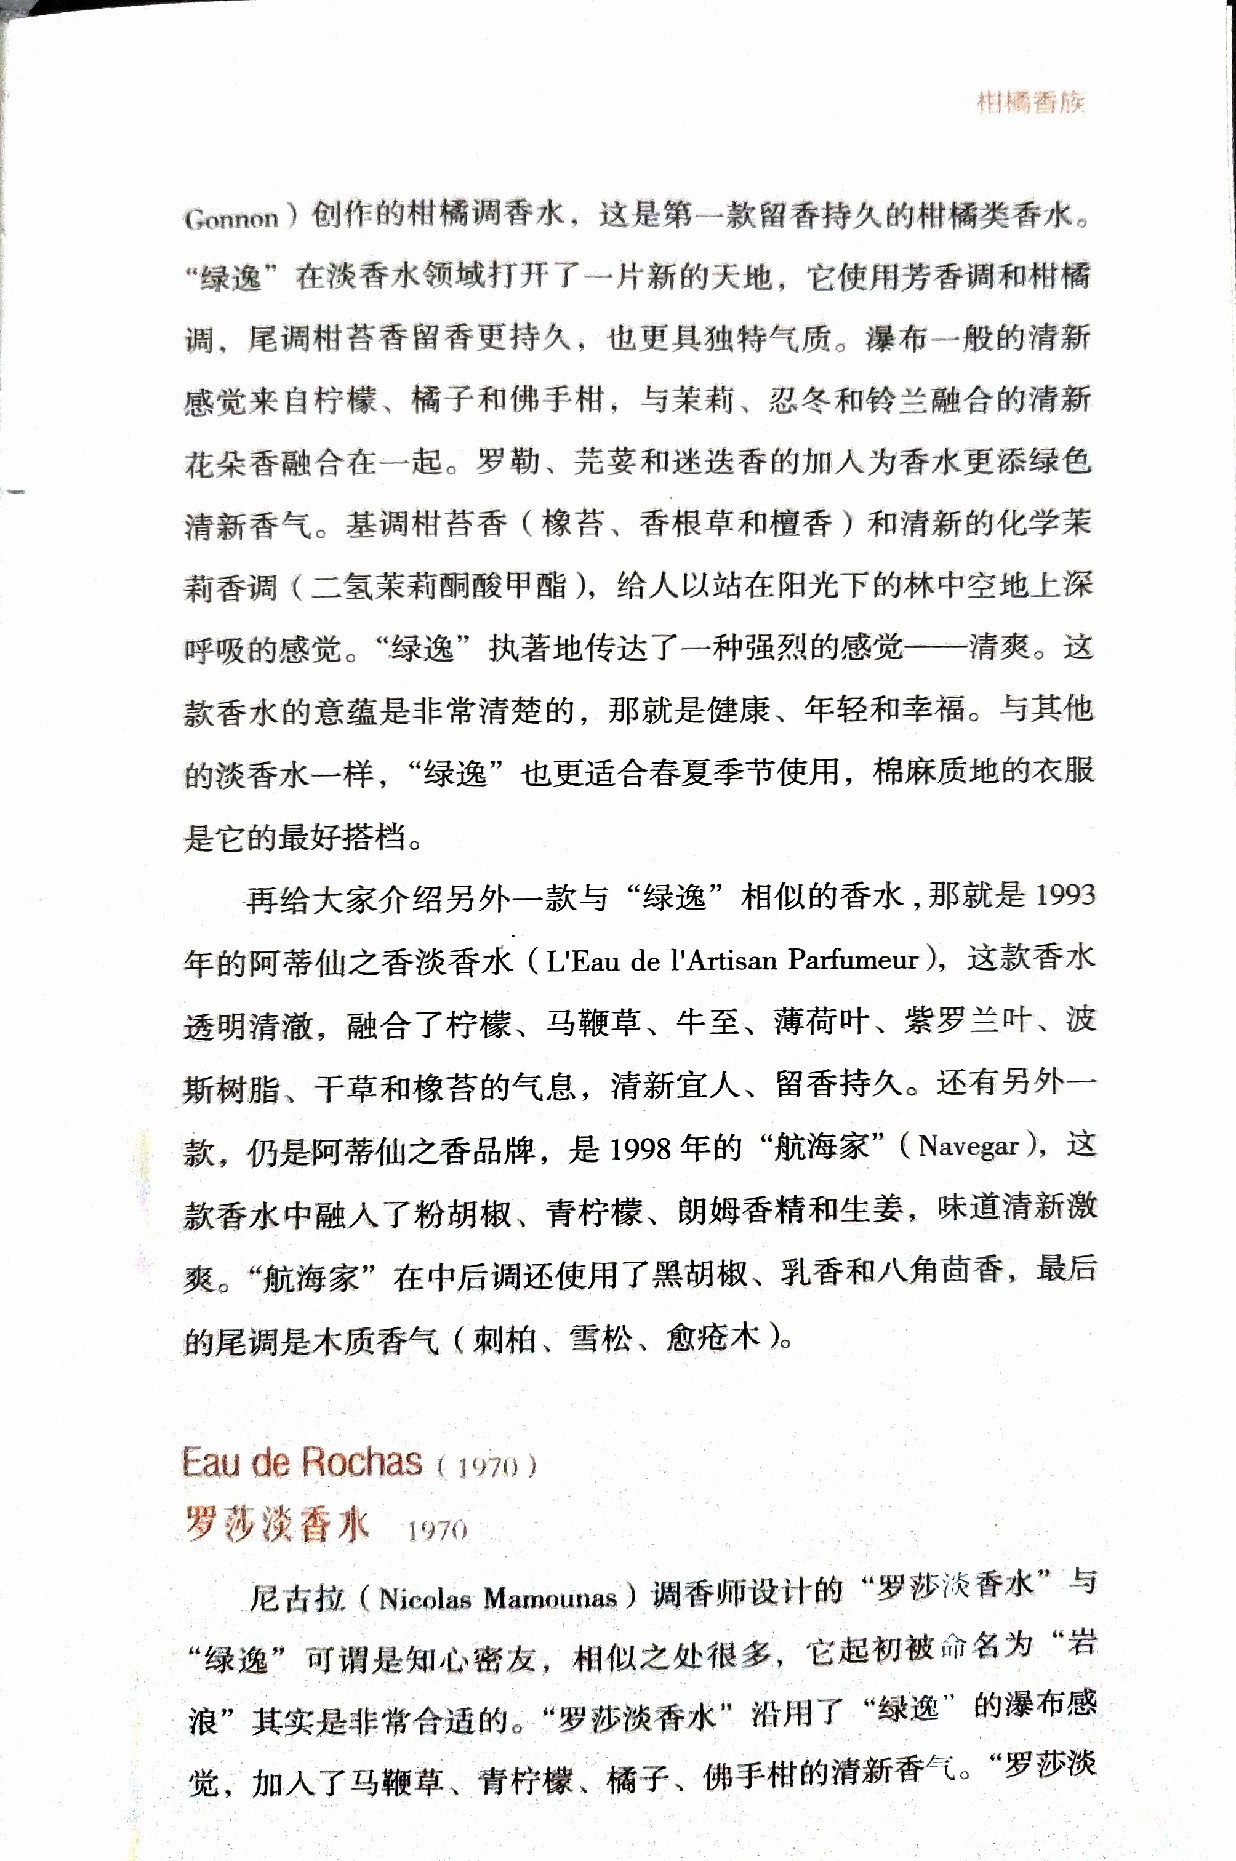 柑橘香族
Gonnon）创作的柑橘调香水，这是第一款留香持久的柑橘类香水。
“绿逸”在淡香水领域打开了一片新的天地，它使用芳香调和柑橘
调，尾调柑苔香留香更持久，也更具独特气质。瀑布一般的清新
感觉来自柠檬、橘子和佛手柑，与茉莉、忍冬和铃兰融合的清新
花朵香融合在一起。罗勒、芫荽和迷迭香的加入为香水更添绿色
清新香气。基调柑苔香（橡苔、香根草和檀香）和清新的化学茉
莉香调（二氢茉莉酮酸甲酯），给人以站在阳光下的林中空地上深
呼吸的感觉。“绿逸”执著地传达了一种强烈的感觉——清爽。这
款香水的意蕴是非常清楚的，那就是健康、年轻和幸福。与其他
的淡香水一样，“绿逸”也更适合春夏季节使用，棉麻质地的衣服
是它的最好搭档。
再给大家介绍另外一款与“绿逸”相似的香水，那就是1993
年的阿蒂仙之香淡香水（L'Eau de l'Artisan Parfumeur），这款香水
透明清澈，融合了柠檬、马鞭草、牛至、薄荷叶、紫罗兰叶、波
斯树脂、干草和橡苔的气息，清新宜人、留香持久。还有另外一
款，仍是阿蒂仙之香品牌，是1998年的“航海家”（Navegar），这
款香水中融入了粉胡椒、青柠檬、朗姆香精和生姜，味道清新激
爽。“航海家”在中后调还使用了黑胡椒、乳香和八角茴香，最后
的尾调是木质香气（刺柏、雪松、愈疮木）。
Eau de Rochas（1970）
罗莎淡香水 1970
尼古拉（Nicolas Mamounas）调香师设计的“罗莎淡香水”与
“绿逸”可谓是知心密友，相似之处很多，它起初被命名为“岩
浪”其实是非常合适的。“罗莎淡香水”沿用了“绿逸”的瀑布感
觉，加入了马鞭草、青柠檬、橘子、佛手柑的清新香气。“罗莎淡